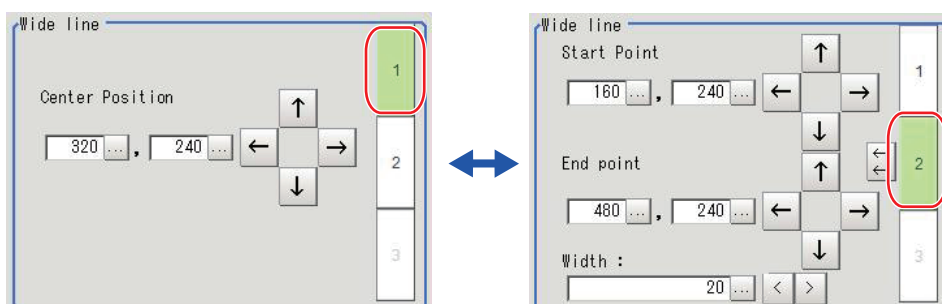 Wide line
1
Center Position
↑
320 ... , 240 ... ← →
2
↓
3
Wide line
Start Point
↑
1
160 ... , 240 ... ← →
↓
End point
↑
←
←
2
480 ... , 240 ... ← →
↓
3
Width :
20 ... < >